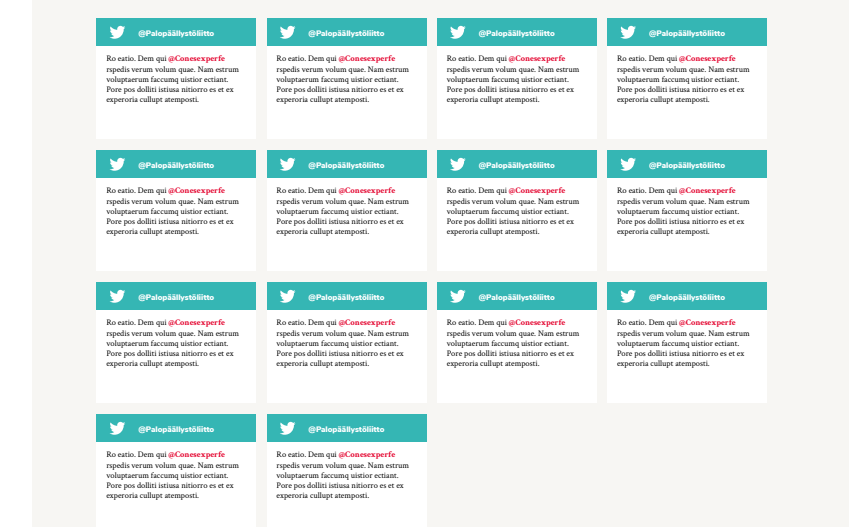 @Palopäällystöliitto
Ro eatio. Dem qui @Conesexperfe
rspedis verum volum quae. Nam estrum
voluptaerum faccumq uistior ectiant.
Pore pos dolliti istiusa nitiorro es et ex
experoria cullupt atemposti.
@Palopäällystöliitto
Ro eatio. Dem qui @Conesexperfe
rspedis verum volum quae. Nam estrum
voluptaerum faccumq uistior ectiant.
Pore pos dolliti istiusa nitiorro es et ex
experoria cullupt atemposti.
@Palopäällystöliitto
Ro eatio. Dem qui @Conesexperfe
rspedis verum volum quae. Nam estrum
voluptaerum faccumq uistior ectiant.
Pore pos dolliti istiusa nitiorro es et ex
experoria cullupt atemposti.
@Palopäällystöliitto
Ro eatio. Dem qui @Conesexperfe
rspedis verum volum quae. Nam estrum
voluptaerum faccumq uistior ectiant.
Pore pos dolliti istiusa nitiorro es et ex
experoria cullupt atemposti.
@Palopäällystöliitto
Ro eatio. Dem qui @Conesexperfe
rspedis verum volum quae. Nam estrum
voluptaerum faccumq uistior ectiant.
Pore pos dolliti istiusa nitiorro es et ex
experoria cullupt atemposti.
@Palopäällystöliitto
Ro eatio. Dem qui @Conesexperfe
rspedis verum volum quae. Nam estrum
voluptaerum faccumq uistior ectiant.
Pore pos dolliti istiusa nitiorro es et ex
experoria cullupt atemposti.
@Palopäällystöliitto
Ro eatio. Dem qui @Conesexperfe
rspedis verum volum quae. Nam estrum
voluptaerum faccumq uistior ectiant.
Pore pos dolliti istiusa nitiorro es et ex
experoria cullupt atemposti.
@Palopäällystöliitto
Ro eatio. Dem qui @Conesexperfe
rspedis verum volum quae. Nam estrum
voluptaerum faccumq uistior ectiant.
Pore pos dolliti istiusa nitiorro es et ex
experoria cullupt atemposti.
@Palopäällystöliitto
Ro eatio. Dem qui @Conesexperfe
rspedis verum volum quae. Nam estrum
voluptaerum faccumq uistior ectiant.
Pore pos dolliti istiusa nitiorro es et ex
experoria cullupt atemposti.
@Palopäällystöliitto
Ro eatio. Dem qui @Conesexperfe
rspedis verum volum quae. Nam estrum
voluptaerum faccumq uistior ectiant.
Pore pos dolliti istiusa nitiorro es et ex
experoria cullupt atemposti.
@Palopäällystöliitto
Ro eatio. Dem qui @Conesexperfe
rspedis verum volum quae. Nam estrum
voluptaerum faccumq uistior ectiant.
Pore pos dolliti istiusa nitiorro es et ex
experoria cullupt atemposti.
@Palopäällystöliitto
Ro eatio. Dem qui @Conesexperfe
rspedis verum volum quae. Nam estrum
voluptaerum faccumq uistior ectiant.
Pore pos dolliti istiusa nitiorro es et ex
experoria cullupt atemposti.
@Palopäällystöliitto
Ro eatio. Dem qui @Conesexperfe
rspedis verum volum quae. Nam estrum
voluptaerum faccumq uistior ectiant.
Pore pos dolliti istiusa nitiorro es et ex
experoria cullupt atemposti.
@Palopäällystöliitto
Ro eatio. Dem qui @Conesexperfe
rspedis verum volum quae. Nam estrum
voluptaerum faccumq uistior ectiant.
Pore pos dolliti istiusa nitiorro es et ex
experoria cullupt atemposti.